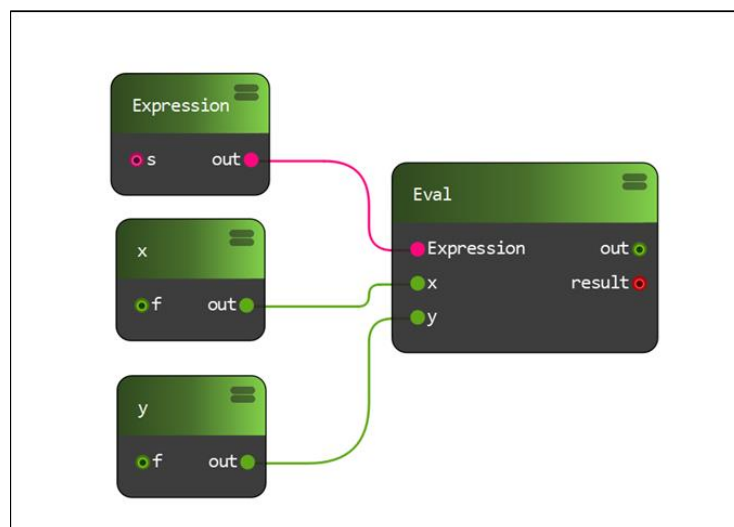 Expression
s out
x
f out
y
f out
Eval
Expression out
x result
y